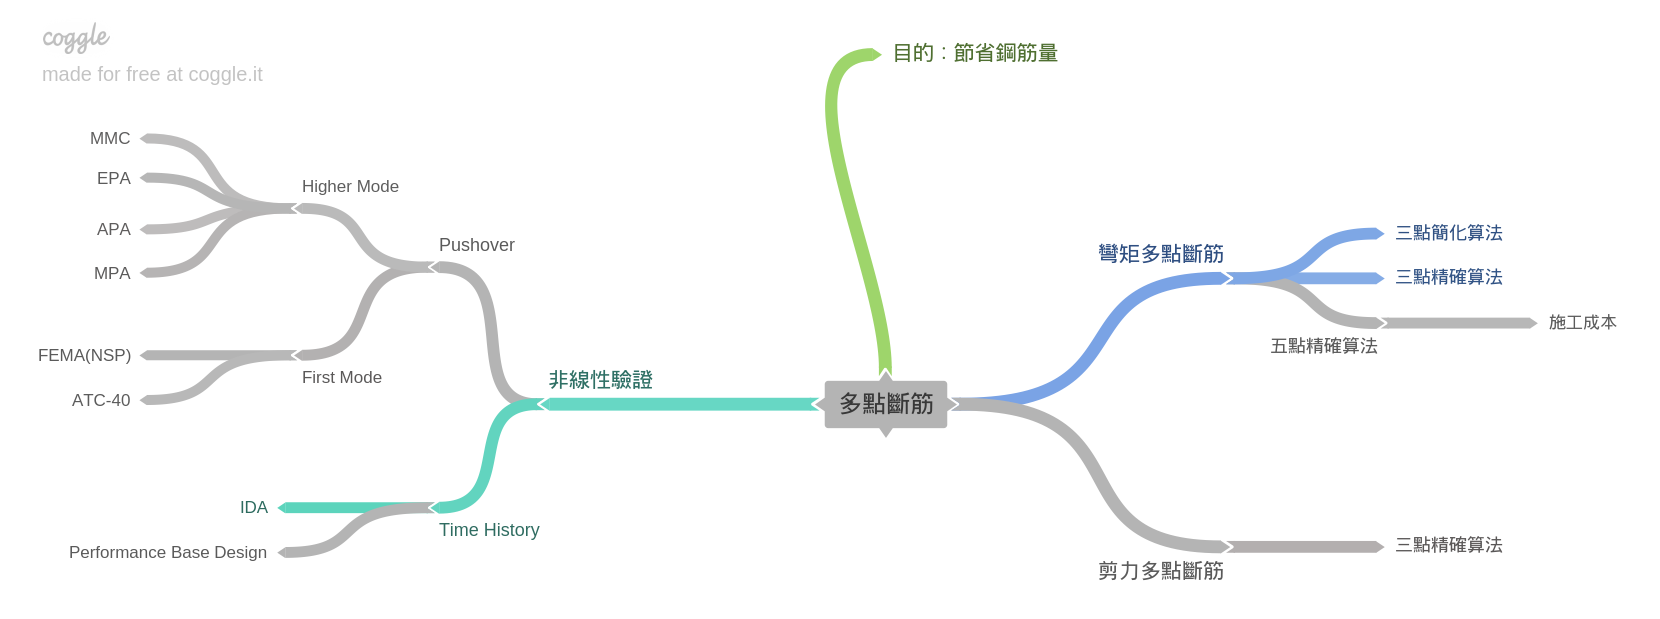 coggle
made for free at coggle.it
目的：節省鋼筋量
MMC
EPA
APA
MPA
Higher Mode
Pushover
FEMA(NSP)
ATC-40
First Mode
非線性驗證
IDA
Performance Base Design
Time History
多點斷筋
彎矩多點斷筋
三點簡化算法
三點精確算法
五點精確算法
施工成本
剪力多點斷筋
三點精確算法